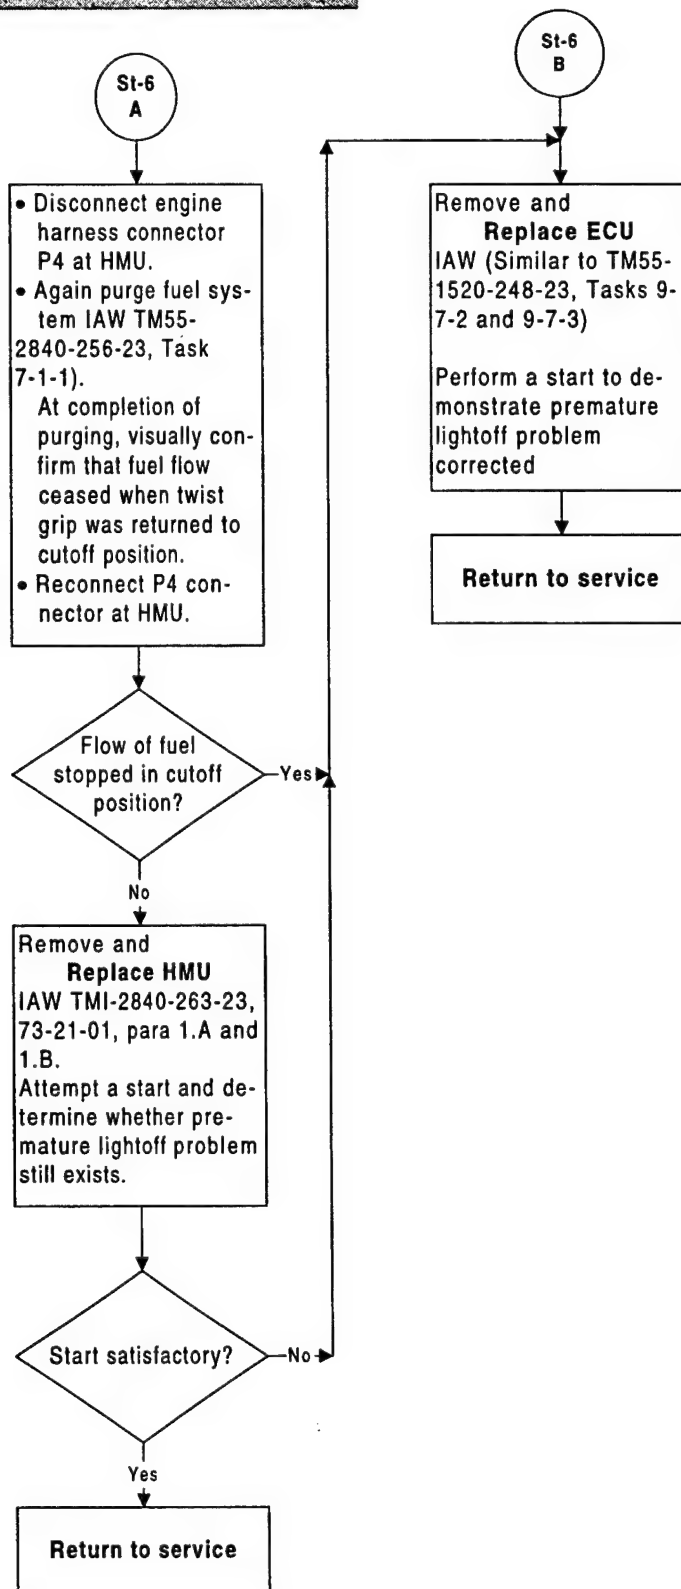 St-6
A
• Disconnect engine
harness connector
P4 at HMU.
• Again purge fuel sys-
tem IAW TM55-
2840-256-23, Task
7-1-1).
At completion of
purging, visually con-
firm that fuel flow
ceased when twist
grip was returned to
cutoff position.
• Reconnect P4 con-
nector at HMU.
Flow of fuel
stopped in cutoff
position?
Yes
No
Remove and
Replace HMU
IAW TMI-2840-263-23,
73-21-01, para 1.A and
1.B.
Attempt a start and de-
termine whether pre-
mature lightoff problem
still exists.
Start satisfactory?
No
Yes
Return to service
St-6
B
Remove and
Replace ECU
IAW (Similar to TM55-
1520-248-23, Tasks 9-
7-2 and 9-7-3)
Perform a start to de-
monstrate premature
lightoff problem
corrected
Return to service